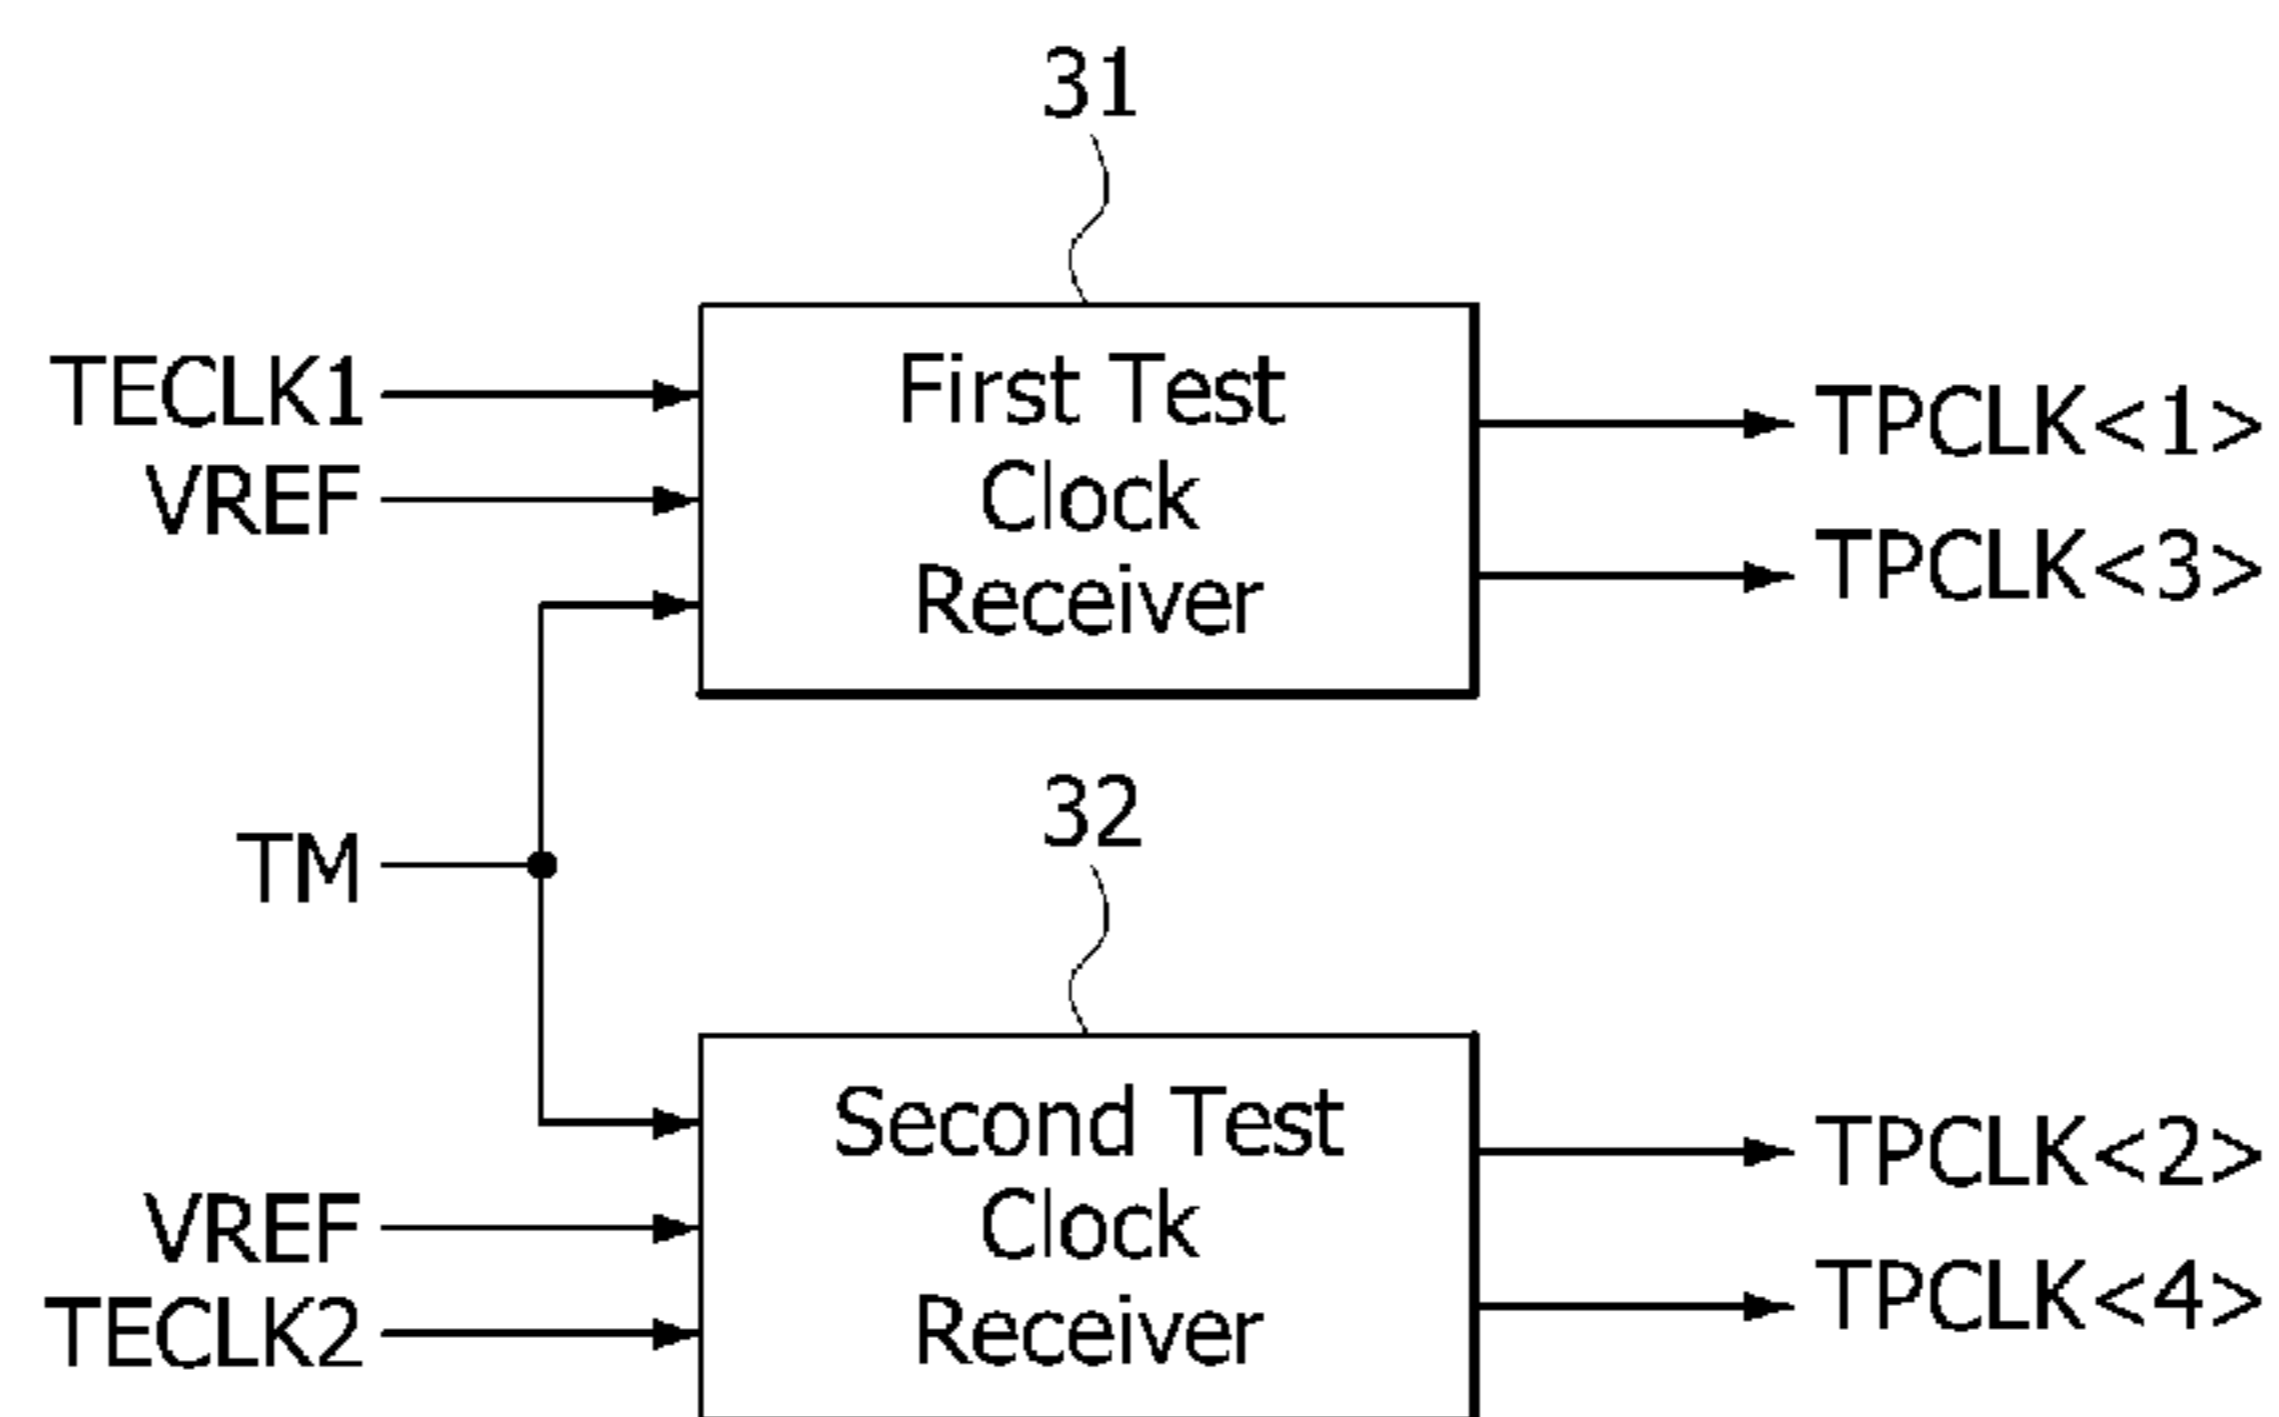 31
TECLK1
VREF
First Test
Clock
Receiver
TPCLK<1>
TPCLK<3>
TM
32
Second Test
Clock
Receiver
VREF
TECLK2
TPCLK<2>
TPCLK<4>